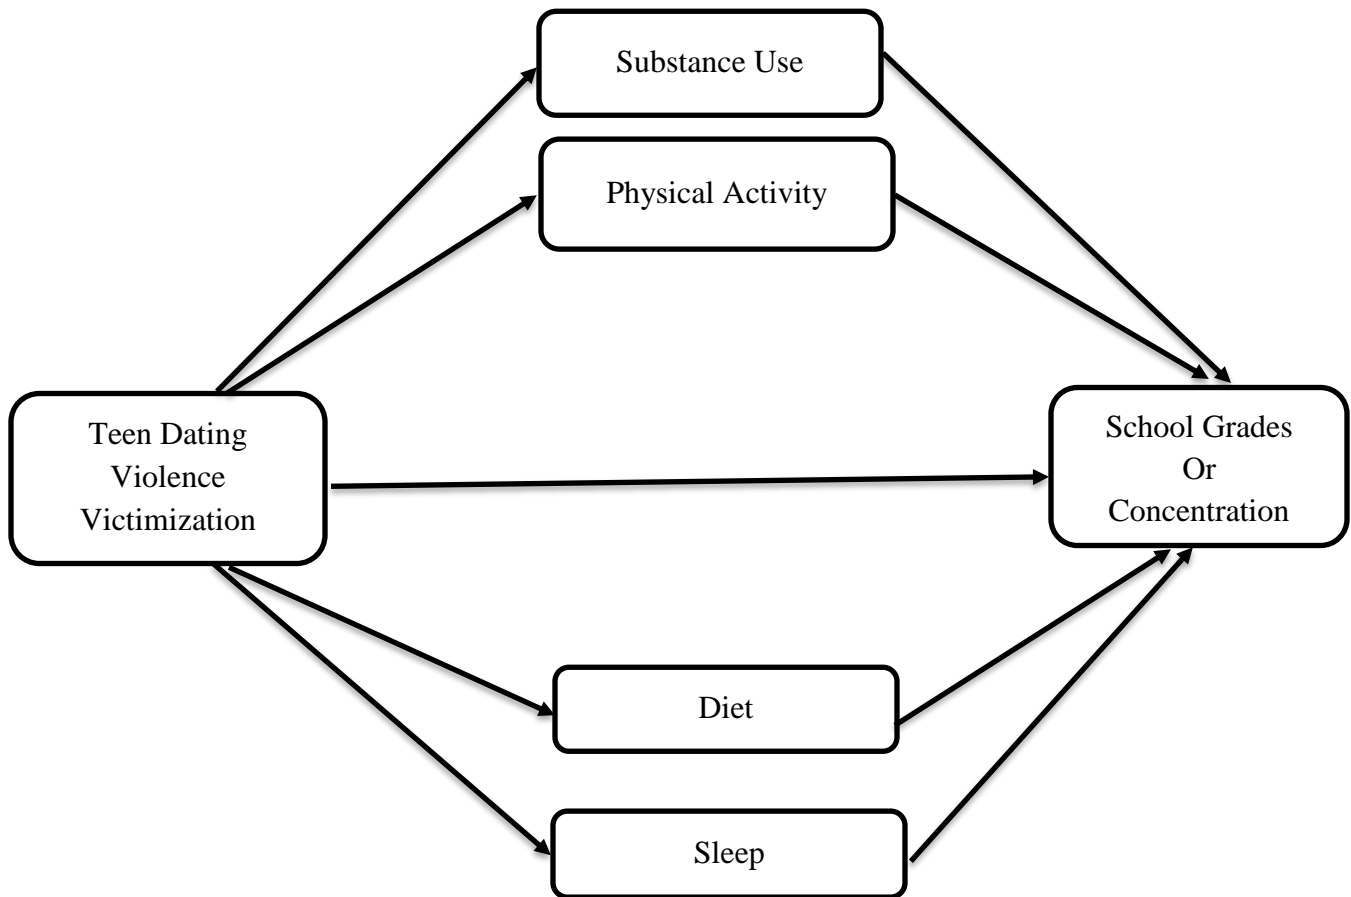 Substance Use
Physical Activity
Teen Dating
Violence
Victimization
School Grades
Or
Concentration
Diet
Sleep